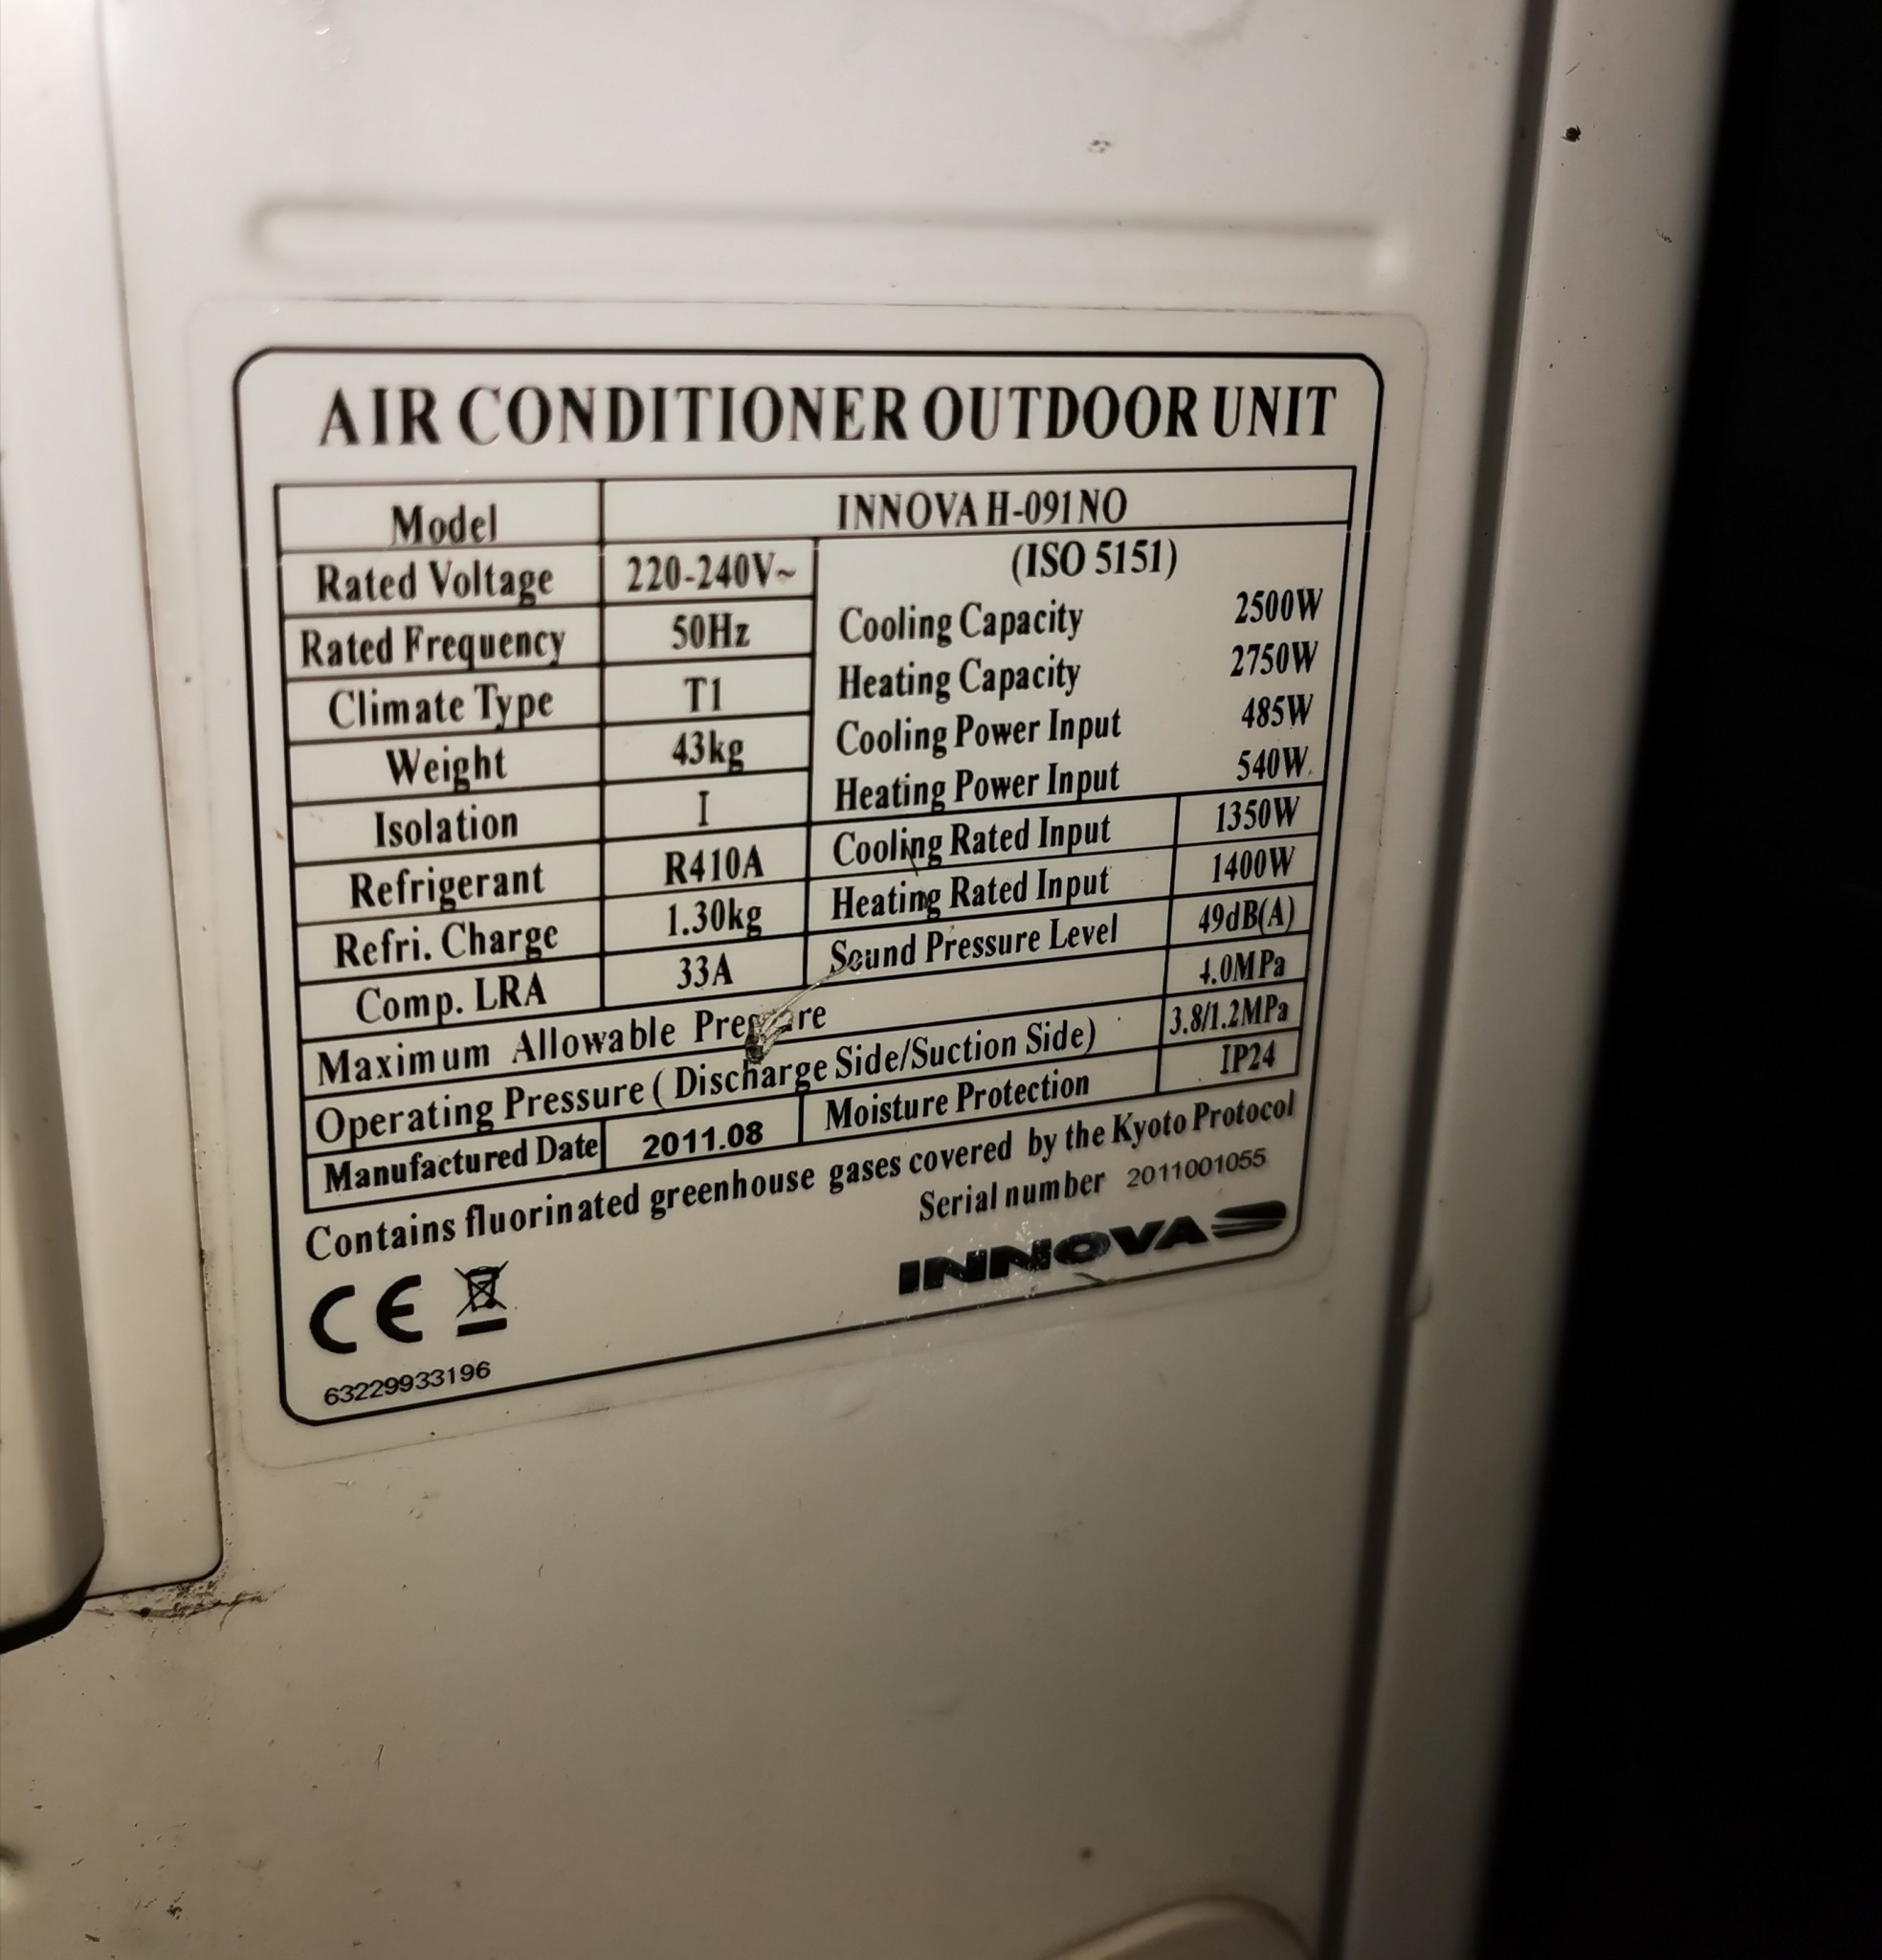 AIR CONDITIONER OUTDOOR UNIT
Model INNOVA H-091NO
Rated Voltage 220-240V~ (ISO 5151)
Rated Frequency 50Hz Cooling Capacity 2500W
Climate Type T1 Heating Capacity 2750W
Weight 43kg Cooling Power Input 485W
Isolation I Heating Power Input 540W
Refrigerant R410A Cooling Rated Input 1350W
Refri. Charge 1.30kg Heating Rated Input 1400W
Comp. LRA 33A Sound Pressure Level 49dB(A)
Maximum Allowable Pressure 4.0MPa
Operating Pressure ( Discharge Side/Suction Side) 3.8/1.2MPa
Manufactured Date 2011.08 Moisture Protection IP24
Contains fluorinated greenhouse gases covered by the Kyoto Protocol
Serial number 2011001055
CE INNOVA
63229933196